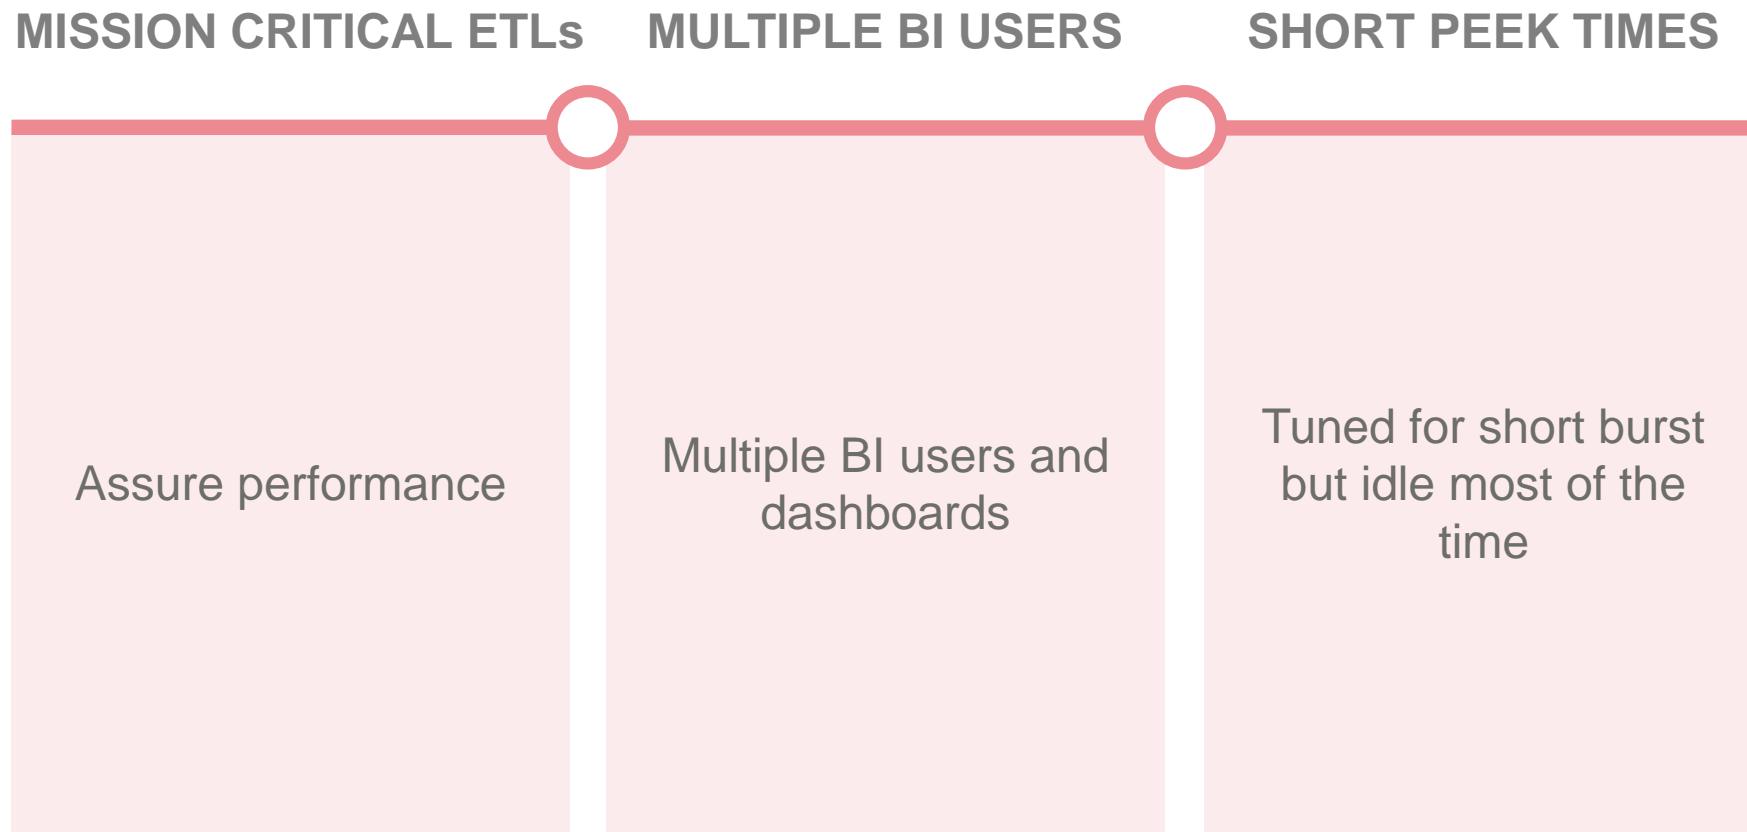 MISSION CRITICAL ETLs
MULTIPLE BI USERS
SHORT PEEK TIMES
Assure performance
Multiple BI users and
dashboards
Tuned for short burst
but idle most of the
time